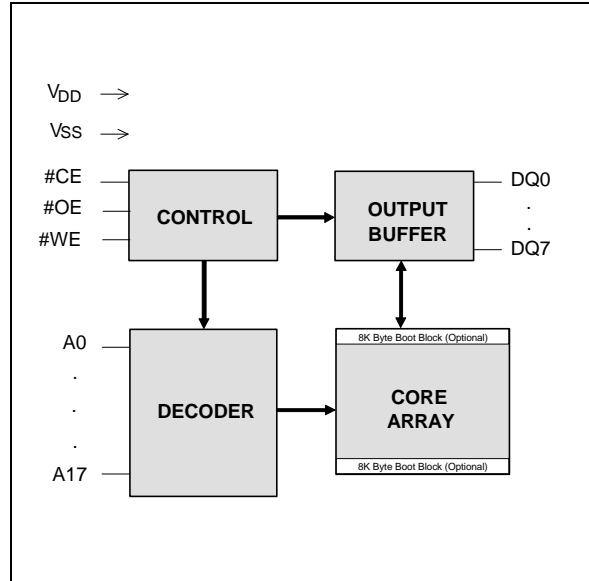 VDD
VSS
#CE
#OE
#WE
CONTROL
OUTPUT
BUFFER
DQ0
.
.
DQ7
A0
.
.
.
A17
DECODER
8K Byte Boot Block (Optional)
CORE
ARRAY
8K Byte Boot Block (Optional)